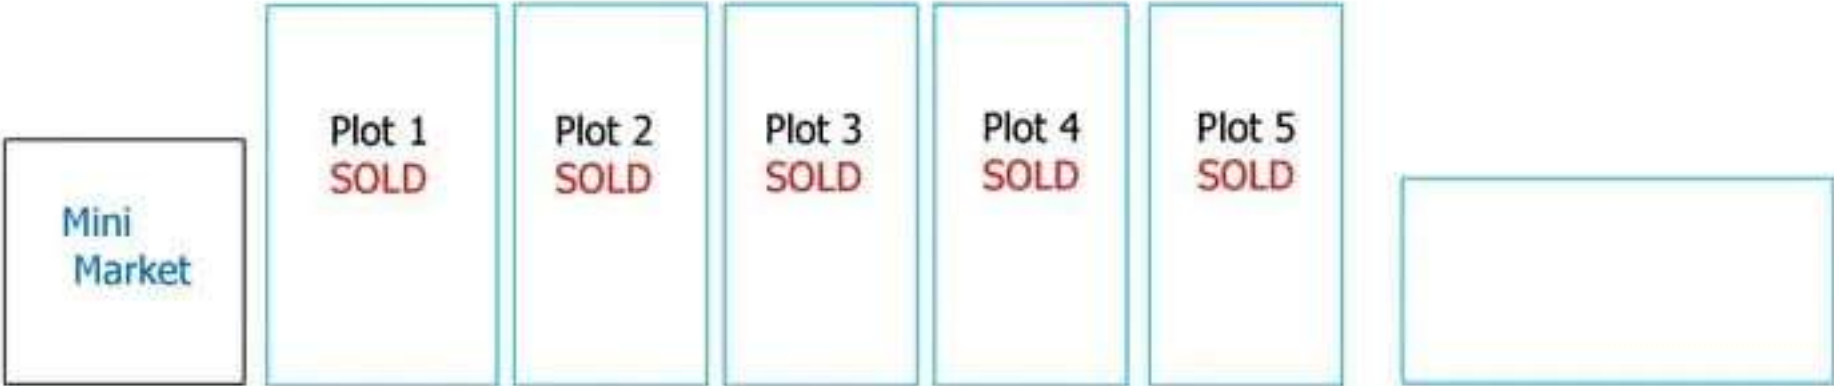 Mini
Market
Plot 1
SOLD
Plot 2
SOLD
Plot 3
SOLD
Plot 4
SOLD
Plot 5
SOLD